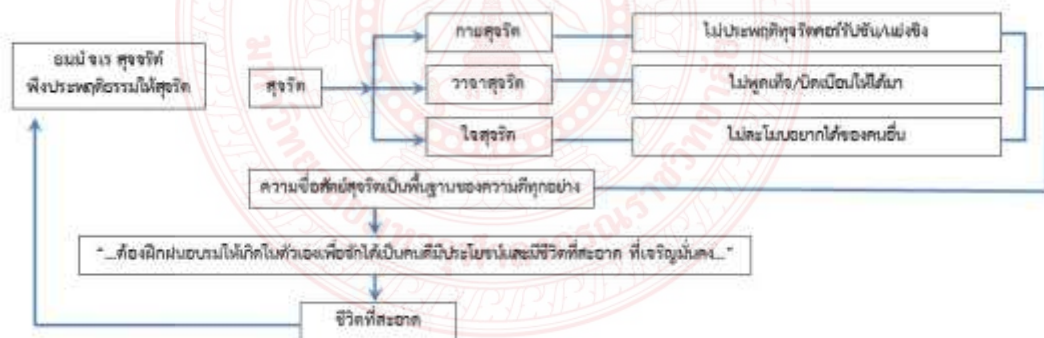 ธมฺมํ จเร สุจริตํ
พึงประพฤติธรรมให้สุจริต
สุจริต
กายสุจริต
ไม่ประพฤติทุจริตคอร์รัปชัน/แย่งชิง
วาจาสุจริต
ไม่พูดเท็จ/บิดเบือนให้ได้มา
ใจสุจริต
ไม่ละโมบอยากได้ของคนอื่น
ความซื่อสัตย์สุจริตเป็นพื้นฐานของความดีทุกอย่าง
"...ต้องฝึกฝนอบรมให้เกิดในตัวเองเพื่อจักได้เป็นคนดีมีประโยชน์และมีชีวิตที่สะอาด ที่เจริญมั่นคง..."
ชีวิตที่สะอาด